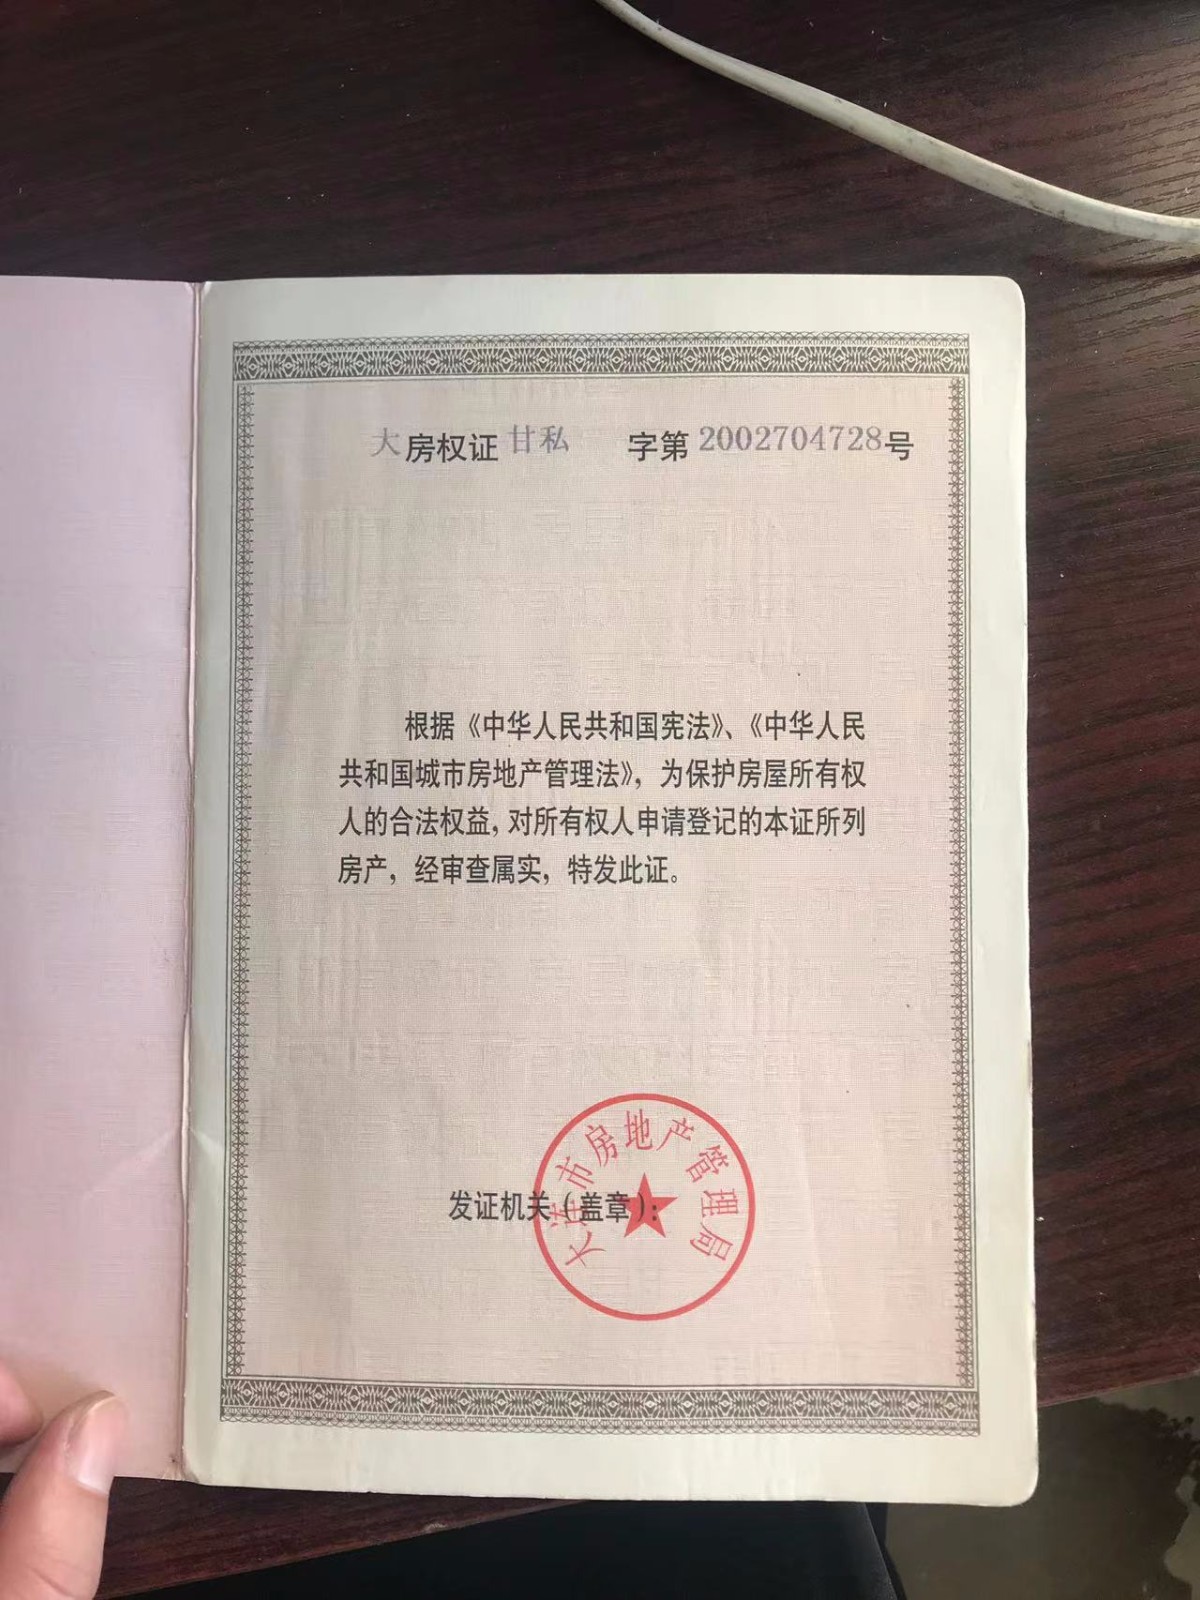 大房权证 甘私 字第 2002704728号
根据《中华人民共和国宪法》、《中华人民
共和国城市房地产管理法》，为保护房屋所有权
人的合法权益，对所有权人申请登记的本证所列
房产，经审查属实，特发此证。
发证机关（盖章）：
大连市房地产管理局